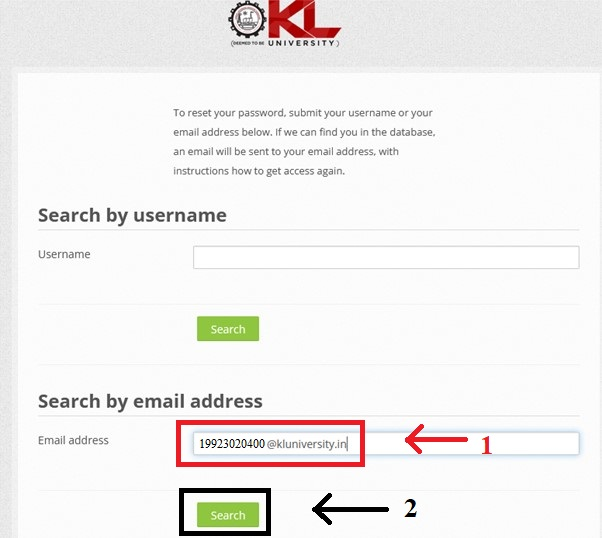 KL
(DEEMED TO BE UNIVERSITY)
To reset your password, submit your username or your
email address below. If we can find you in the database,
an email will be sent to your email address, with
instructions how to get access again.
Search by username
Username
Search
Search by email address
Email address 19923020400 @kluniversity.in 1
Search 2